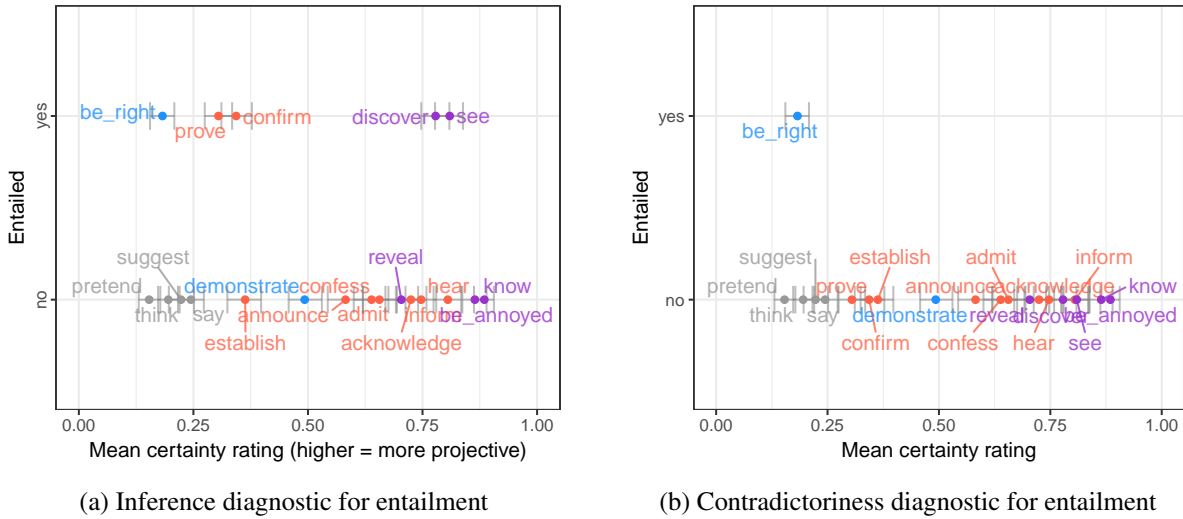 be_right
prove
confirm
discover
see
suggest
pretend
think
say
demonstrate
establish
announce
confess
admit
reveal
acknowledge
inform
hear
be_annoyed
know
yes
no
Entailed
0.00 0.25 0.50 0.75 1.00
Mean certainty rating (higher = more projective)
(a) Inference diagnostic for entailment
be_right
suggest
pretend
think
say
prove
confirm
establish
demonstrate
announce
confess
admit
reveal
acknowledge
hear
discover
inform
see
be_annoyed
know
yes
no
Entailed
0.00 0.25 0.50 0.75 1.00
Mean certainty rating
(b) Contradictoriness diagnostic for entailment